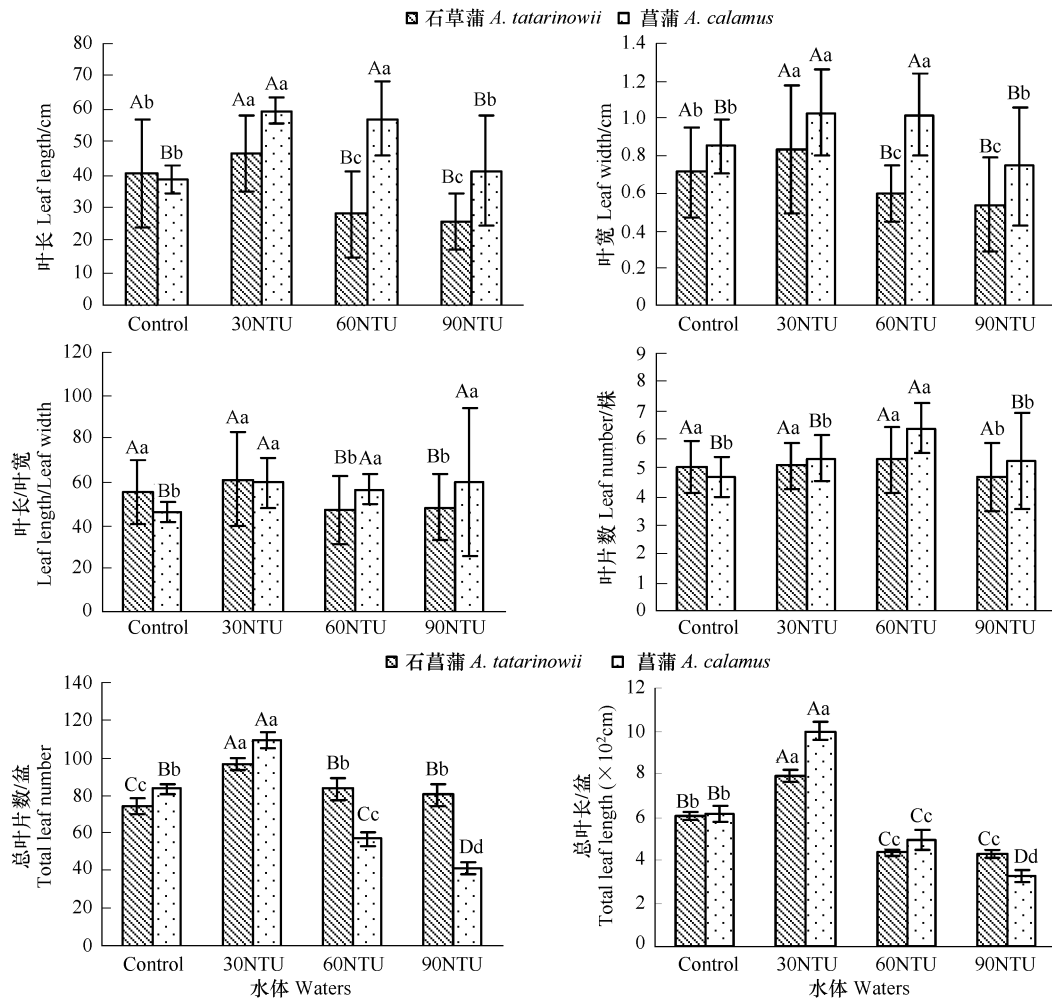 石草蒲 A. tatarinowii 菖蒲 A. calamus
叶长 Leaf length/cm
80
70
60
50
40
30
20
10
0
Ab
Bb
Aa
Aa
Bc
Aa
Bc
Bb
Control 30NTU 60NTU 90NTU
叶宽 Leaf width/cm
1.4
1.2
1.0
0.8
0.6
0.4
0.2
0
Ab
Bb
Aa
Aa
Bc
Aa
Bc
Bb
Control 30NTU 60NTU 90NTU
叶长/叶宽
Leaf length/Leaf width
120
100
80
60
40
20
0
Aa
Bb
Aa
Aa
Bb
Aa
Bb
Aa
Control 30NTU 60NTU 90NTU
叶片数 Leaf number/株
9
8
7
6
5
4
3
2
1
0
Aa
Bb
Aa
Bb
Aa
Aa
Ab
Bb
Control 30NTU 60NTU 90NTU
石菖蒲 A. tatarinowii 菖蒲 A. calamus
总叶片数/盆
Total leaf number
140
120
100
80
60
40
20
0
Cc
Bb
Aa
Aa
Bb
Cc
Bb
Dd
Control 30NTU 60NTU 90NTU
水体 Waters
总叶长/盆
Total leaf length (×10²cm)
12
10
8
6
4
2
0
Bb
Bb
Aa
Aa
Cc
Cc
Cc
Dd
Control 30NTU 60NTU 90NTU
水体 Waters